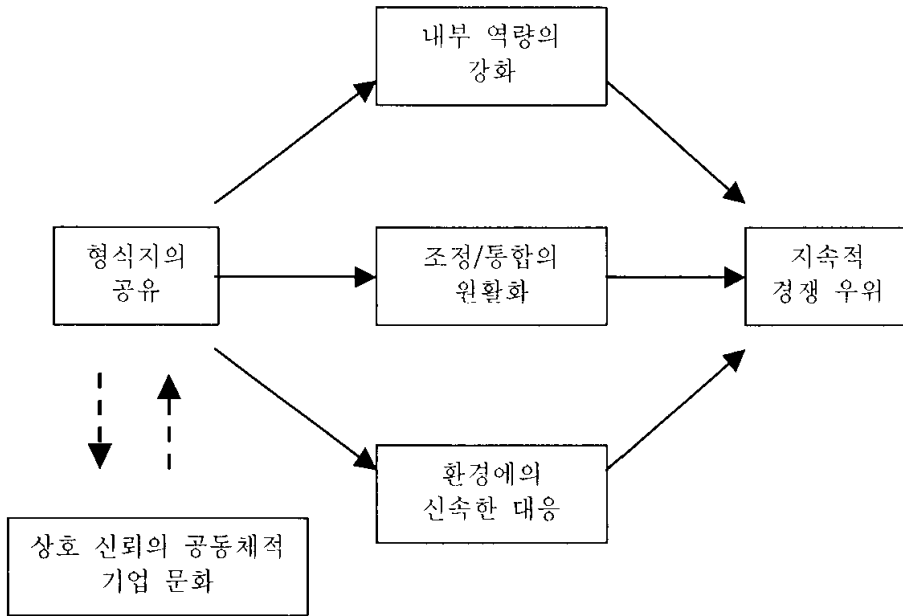 내부 역량의
강화
형식지의
공유
조정/통합의
원활화
지속적
경쟁 우위
환경에의
신속한 대응
상호 신뢰의 공동체적
기업 문화